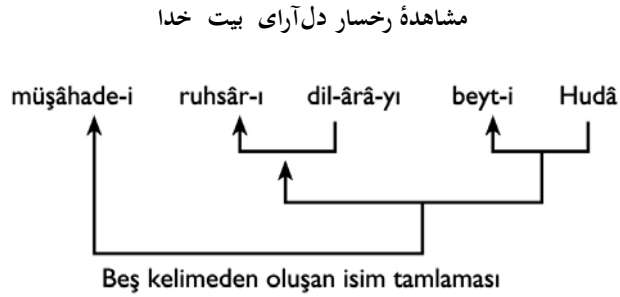 مشاهدهٔ رخسار دل‌آرای بیت خدا
müşâhade-i ruhsâr-ı dil-ârâ-yı beyt-i Hudâ
Beş kelimeden oluşan isim tamlaması